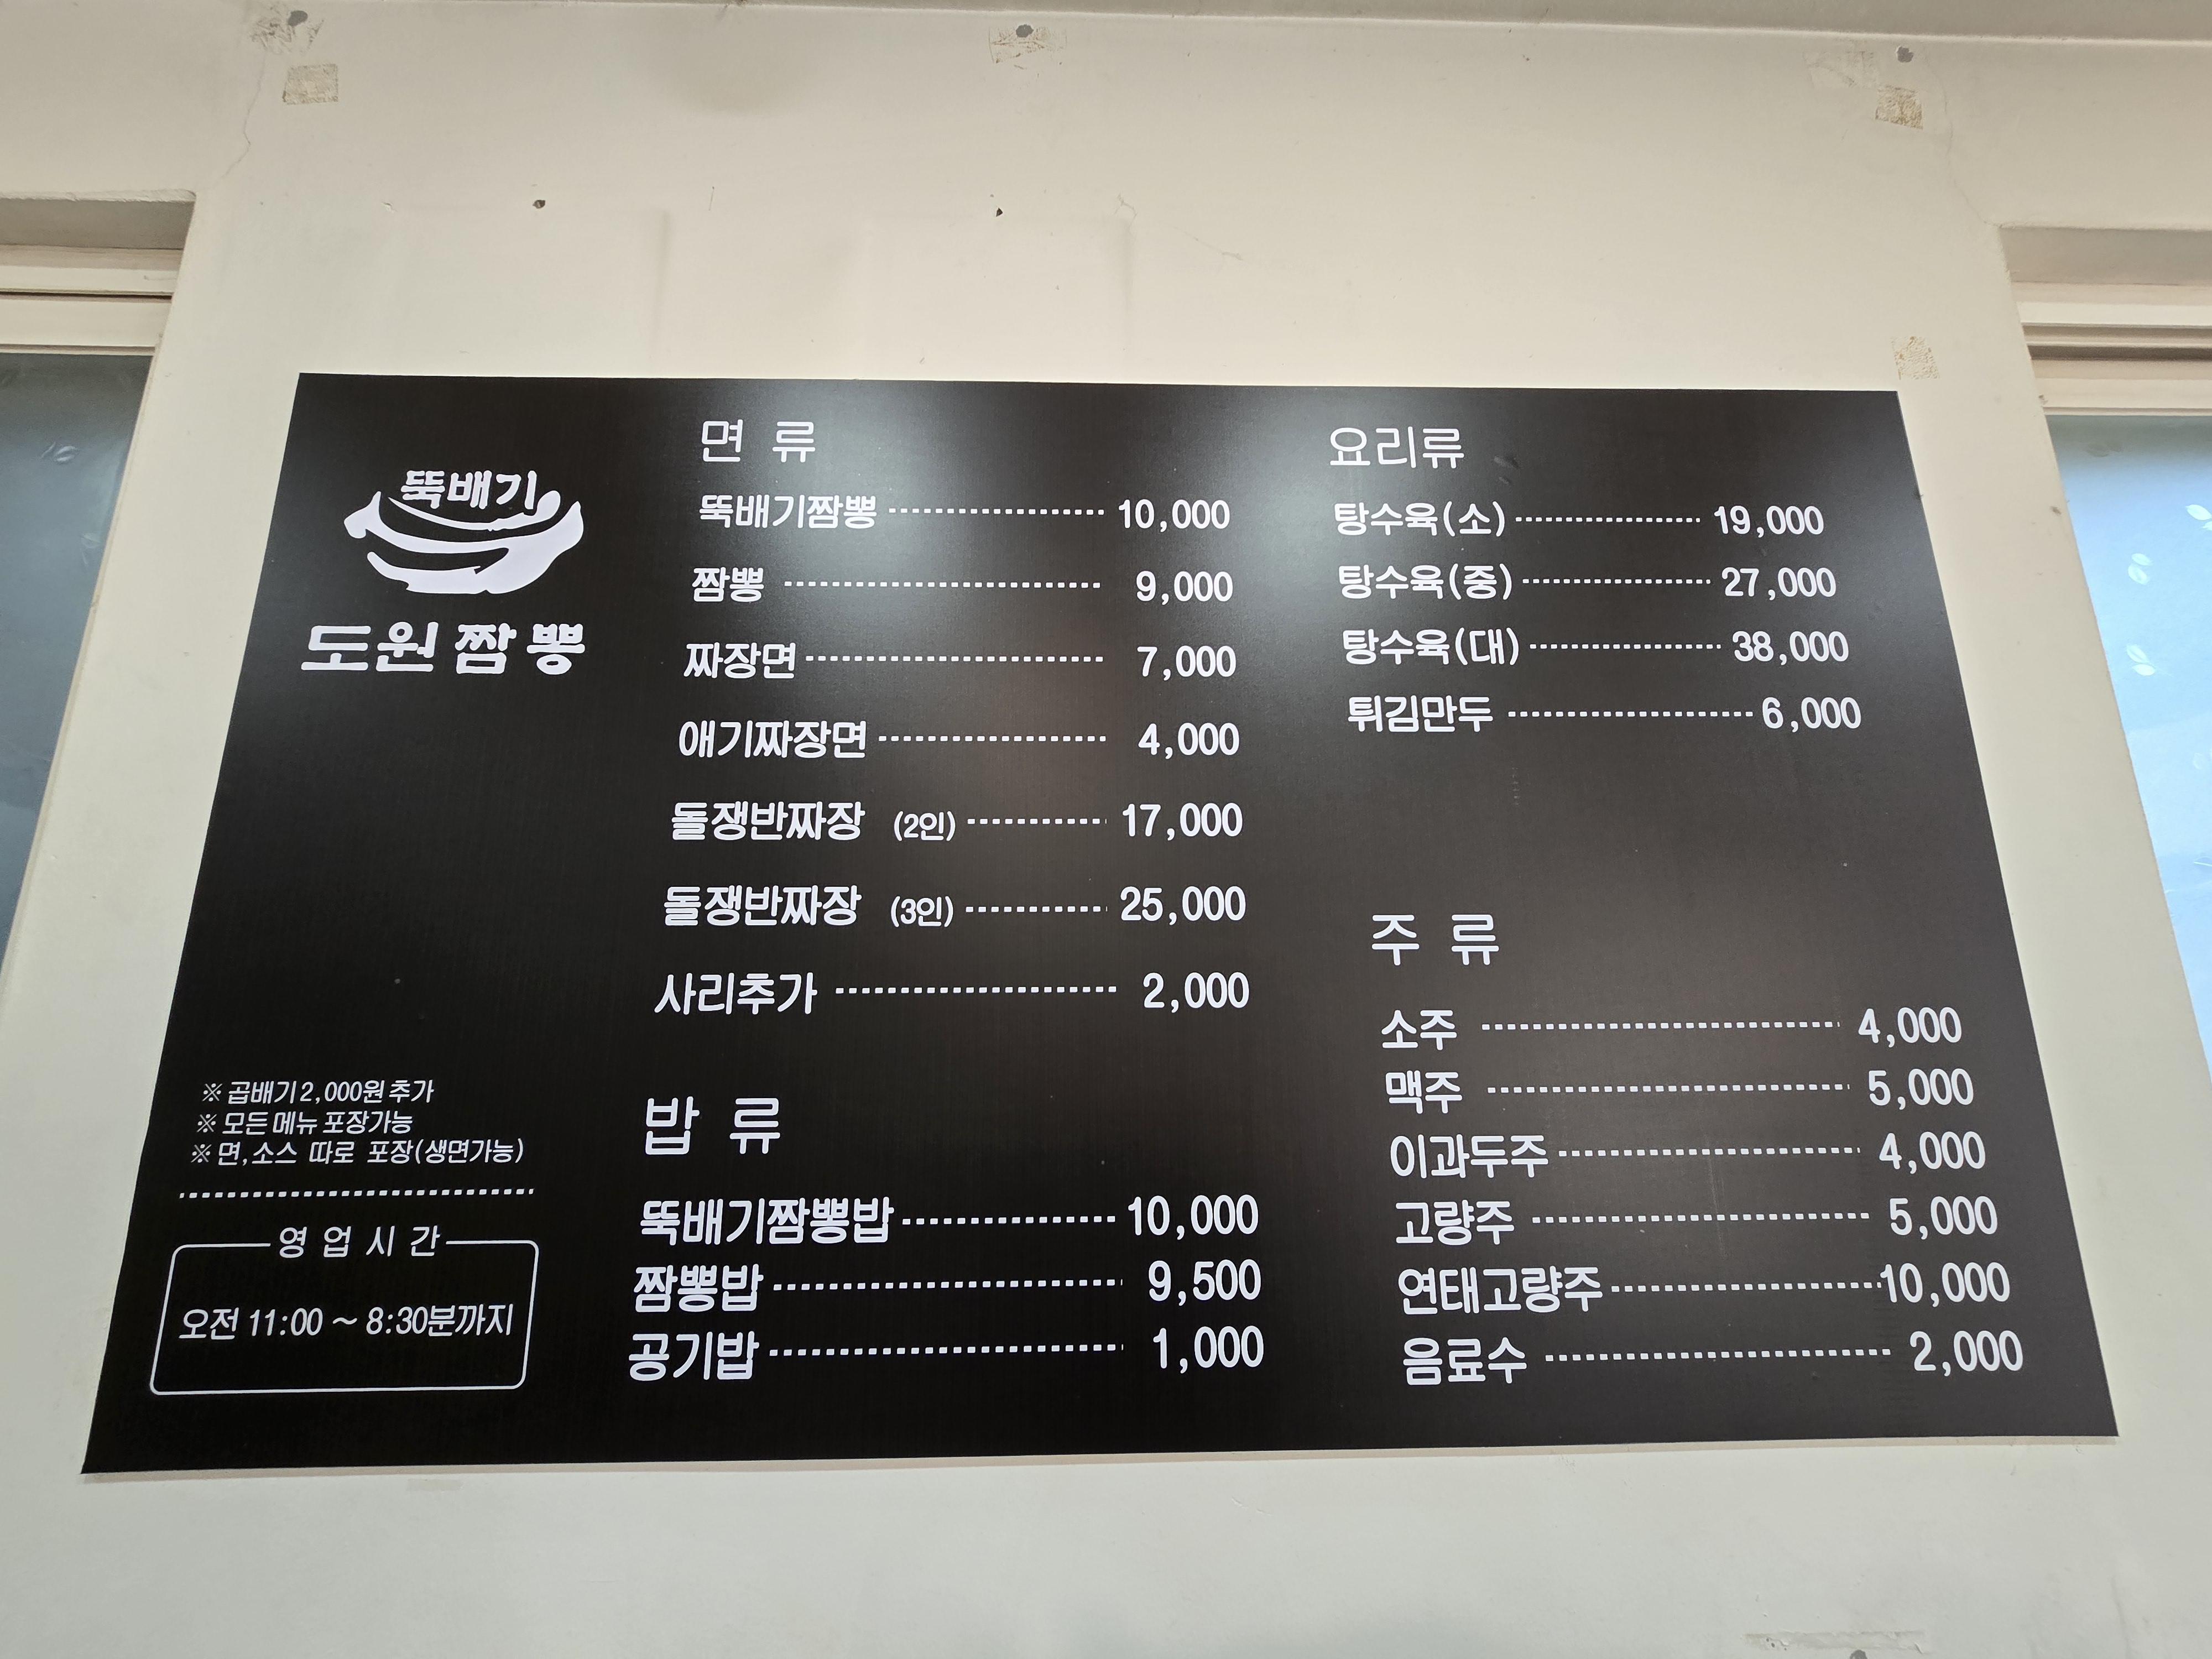 뚝배기
도원짬뽕
※ 곱배기 2,000원 추가
※ 모든 메뉴 포장가능
※ 면,소스 따로 포장(생면가능)
영업시간
오전 11:00 ~ 8:30분까지
면류
뚝배기짬뽕 10,000
짬뽕 9,000
짜장면 7,000
애기짜장면 4,000
돌쟁반짜장 (2인) 17,000
돌쟁반짜장 (3인) 25,000
사리추가 2,000
밥류
뚝배기짬뽕밥 10,000
짬뽕밥 9,500
공기밥 1,000
요리류
탕수육(소) 19,000
탕수육(중) 27,000
탕수육(대) 38,000
튀김만두 6,000
주류
소주 4,000
맥주 5,000
이과두주 4,000
고량주 5,000
연태고량주 10,000
음료수 2,000